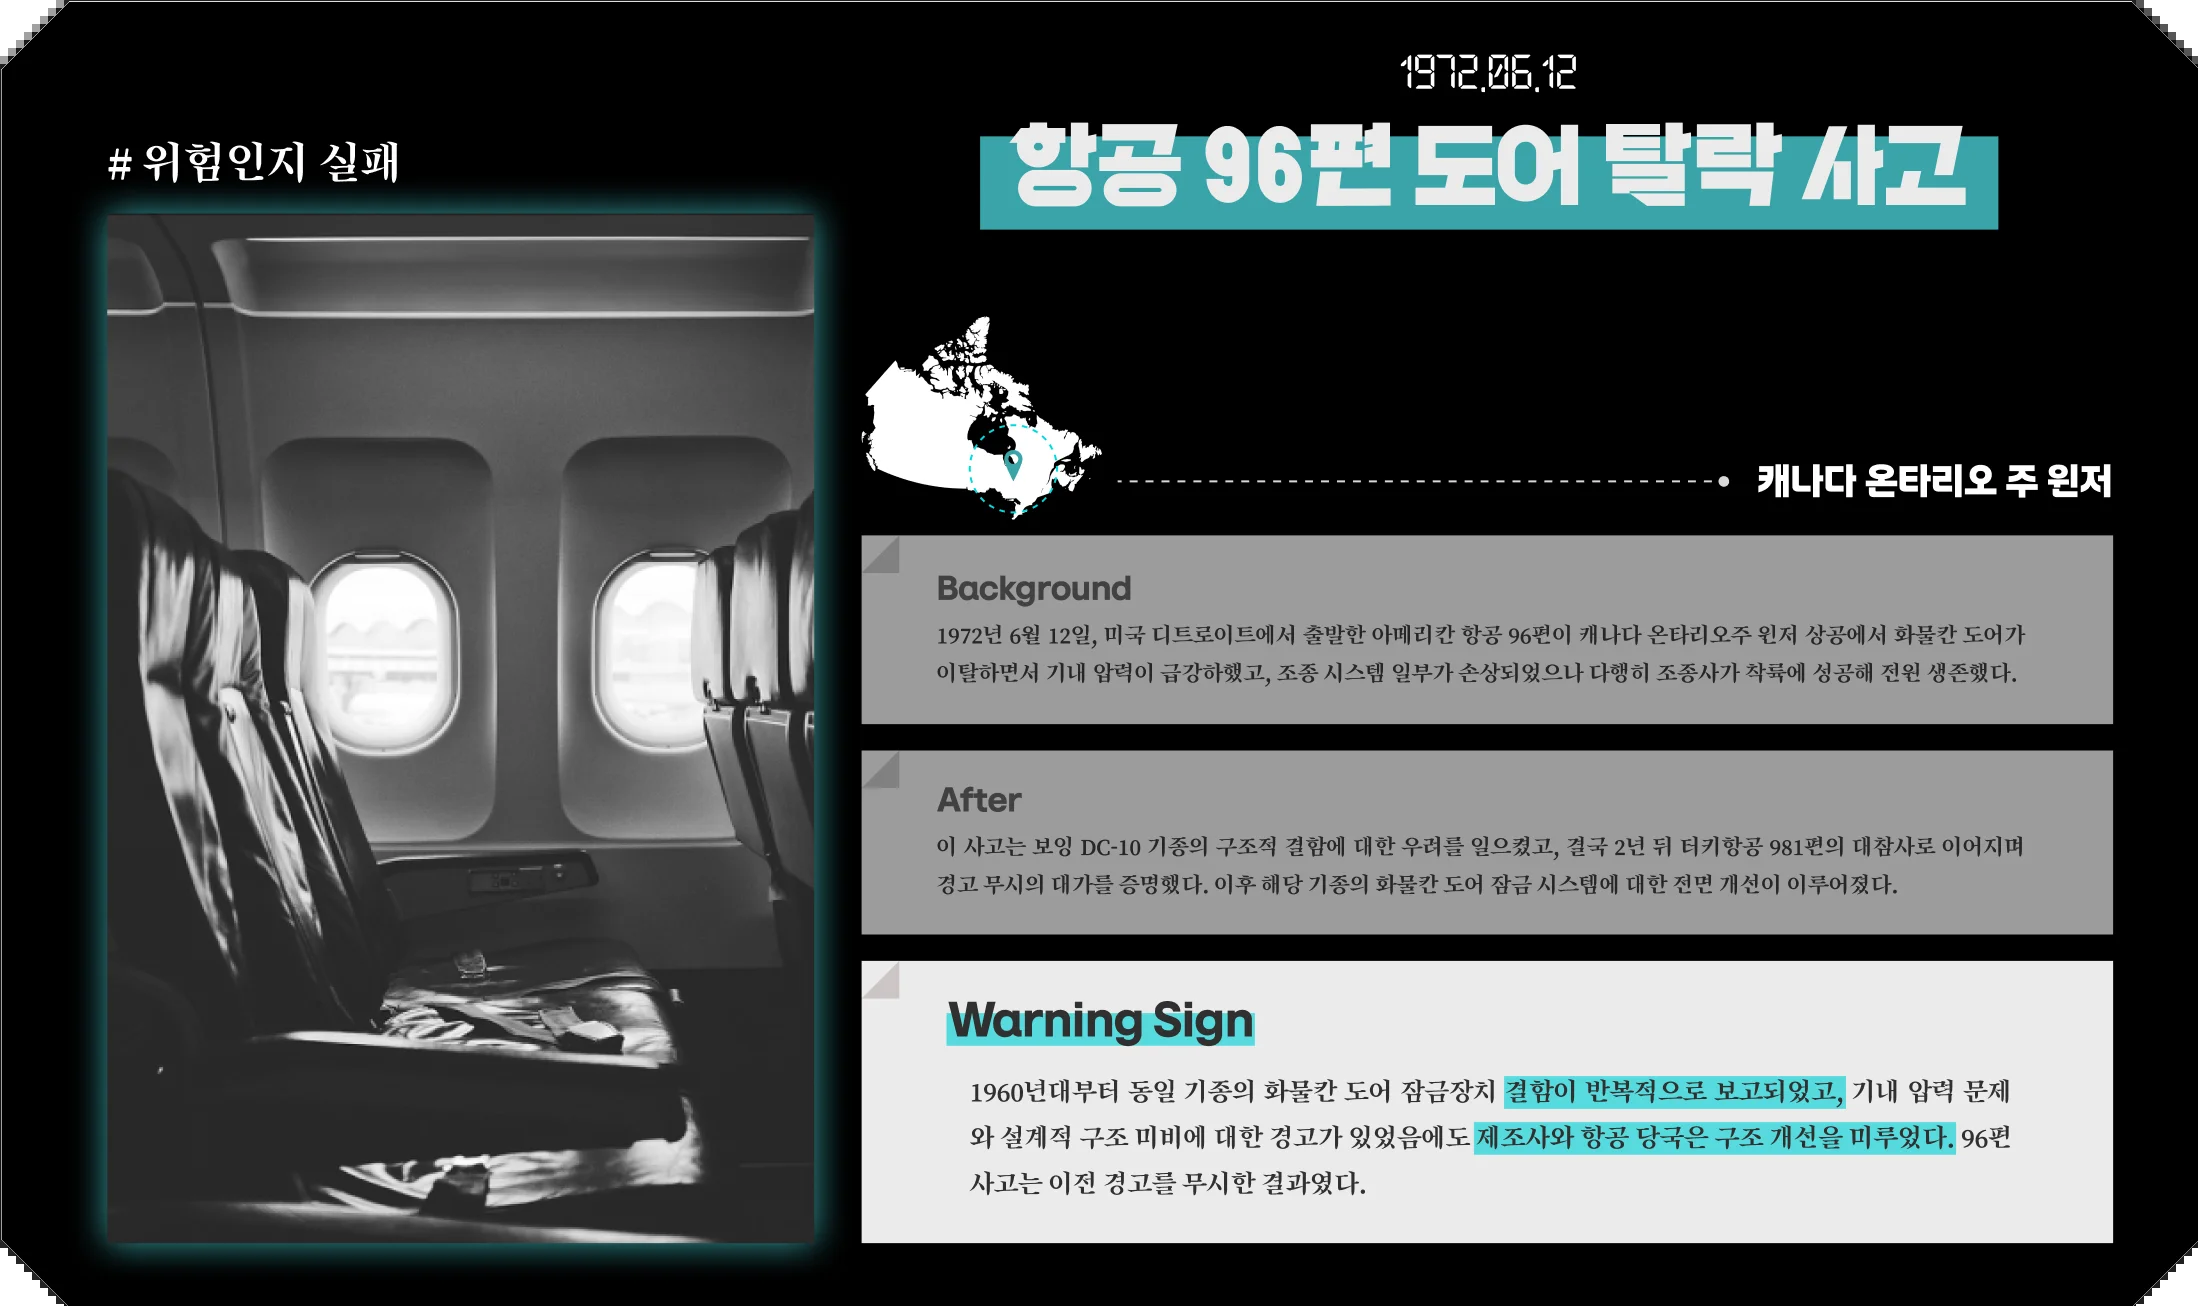 1972.06.12
항공 96편 도어 탈락 사고
# 위험인지 실패
캐나다 온타리오 주 윈저
Background
1972년 6월 12일, 미국 디트로이트에서 출발한 아메리칸 항공 96편이 캐나다 온타리오주 윈저 상공에서 화물칸 도어가
이탈하면서 기내 압력이 급강하했고, 조종 시스템 일부가 손상되었으나 다행히 조종사가 착륙에 성공해 전원 생존했다.
After
이 사고는 보잉 DC-10 기종의 구조적 결함에 대한 우려를 일으켰고, 결국 2년 뒤 터키항공 981편의 대참사로 이어지며
경고 무시의 대가를 증명했다. 이후 해당 기종의 화물칸 도어 잠금 시스템에 대한 전면 개선이 이루어졌다.
Warning Sign
1960년대부터 동일 기종의 화물칸 도어 잠금장치 결함이 반복적으로 보고되었고, 기내 압력 문제
와 설계적 구조 미비에 대한 경고가 있었음에도 제조사와 항공 당국은 구조 개선을 미루었다. 96편
사고는 이전 경고를 무시한 결과였다.